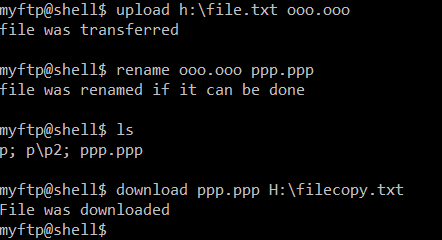 myftp@shell$ upload h:\file.txt ooo.ooo
file was transferred
myftp@shell$ rename ooo.ooo ppp.ppp
file was renamed if it can be done
myftp@shell$ ls
p; p\p2; ppp.ppp
myftp@shell$ download ppp.ppp H:\filecopy.txt
File was downloaded
myftp@shell$